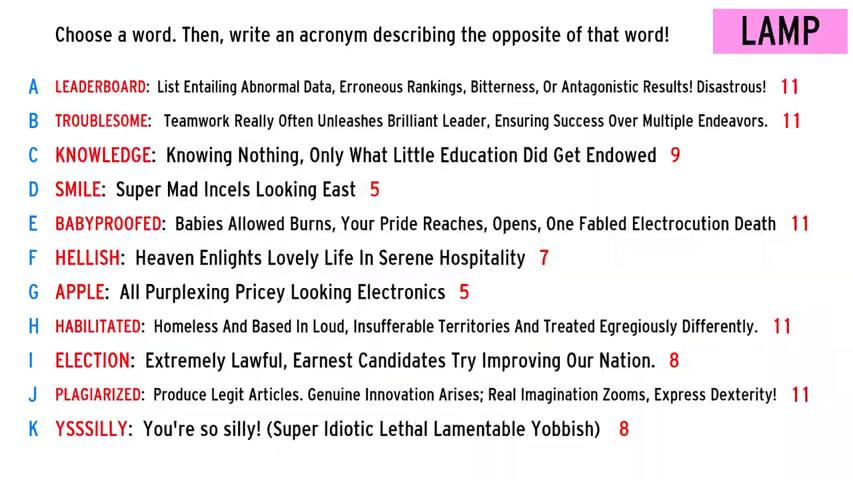 Choose a word. Then, write an acronym describing the opposite of that word!
LAMP
A LEADERBOARD: List Entailing Abnormal Data, Erroneous Rankings, Bitterness, Or Antagonistic Results! Disastrous! 11
B TROUBLESOME: Teamwork Really Often Unleashes Brilliant Leader, Ensuring Success Over Multiple Endeavors. 11
C KNOWLEDGE: Knowing Nothing, Only What Little Education Did Get Endowed 9
D SMILE: Super Mad Incels Looking East 5
E BABYPROOFED: Babies Allowed Burns, Your Pride Reaches, Opens, One Fabled Electrocution Death 11
F HELLISH: Heaven Enlights Lovely Life In Serene Hospitality 7
G APPLE: All Purplexing Pricey Looking Electronics 5
H HABILITATED: Homeless And Based In Loud, Insufferable Territories And Treated Egregiously Differently. 11
I ELECTION: Extremely Lawful, Earnest Candidates Try Improving Our Nation. 8
J PLAGIARIZED: Produce Legit Articles. Genuine Innovation Arises; Real Imagination Zooms, Express Dexterity! 11
K YSSSILLY: You're so silly! (Super Idiotic Lethal Lamentable Yobbish) 8